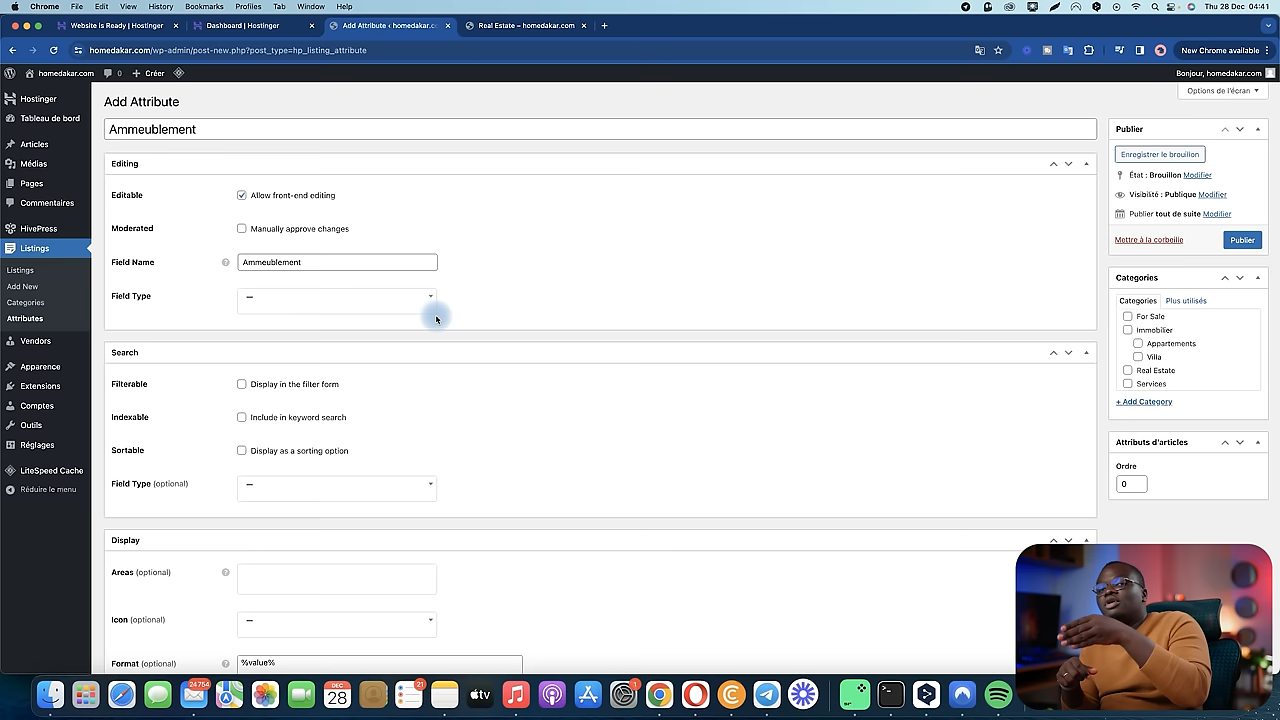 Chrome File Edit View History Bookmarks Profiles Tab Window Help Thu 28 Dec 04:41
Website Is Ready | Hostinger
Dashboard | Hostinger
Add Attribute ‹ homedakar.c
Real Estate – homedakar.com
homedakar.com/wp-admin/post-new.php?post_type=hp_listing_attribute
New Chrome available
homedakar.com 0 Créer
Bonjour, homedakar.com
Options de l'écran
Hostinger
Tableau de bord
Articles
Médias
Pages
Commentaires
HivePress
Listings
Listings
Add New
Categories
Attributes
Vendors
Apparence
Extensions
Comptes
Outils
Réglages
LiteSpeed Cache
Réduire le menu
Add Attribute
Ammeublement
Editing
Editable Allow front-end editing
Moderated Manually approve changes
Field Name Ammeublement
Field Type —
Search
Filterable Display in the filter form
Indexable Include in keyword search
Sortable Display as a sorting option
Field Type (optional) —
Display
Areas (optional)
Icon (optional) —
Format (optional) %value%
Publier
Enregistrer le brouillon
État : Brouillon Modifier
Visibilité : Publique Modifier
Publier tout de suite Modifier
Mettre à la corbeille
Publier
Categories
Categories Plus utilisés
For Sale
Immobilier
Appartements
Villa
Real Estate
Services
+ Add Category
Attributs d'articles
Ordre
0
24754
DEC
28
21
tv
1